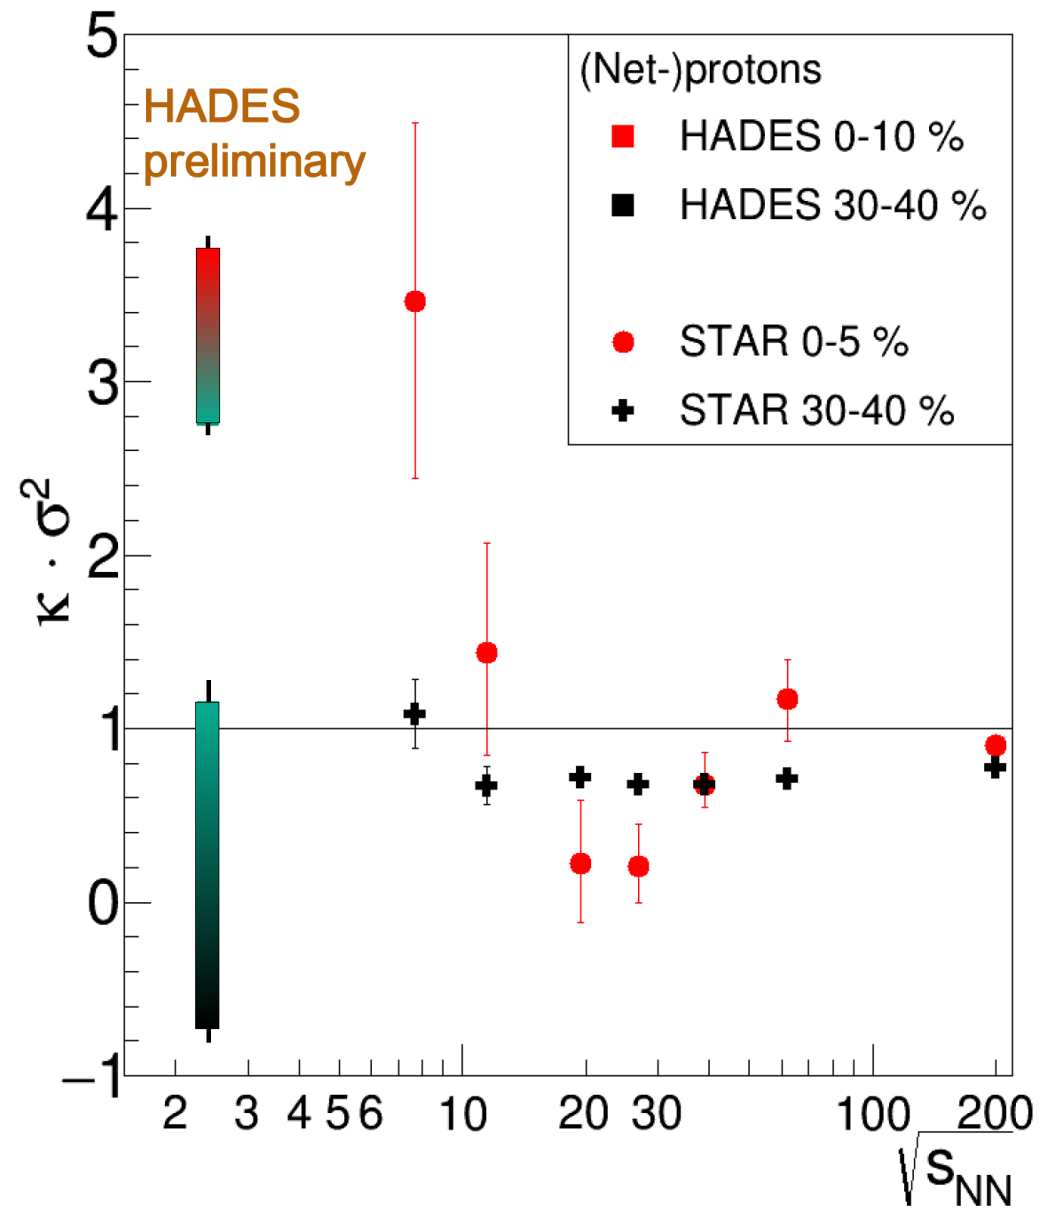 5
4
3
2
1
0
−1
κ · σ²
HADES
preliminary
(Net-)protons
HADES 0-10 %
HADES 30-40 %
STAR 0-5 %
STAR 30-40 %
2 3 4 5 6 10 20 30 100 200
√sNN